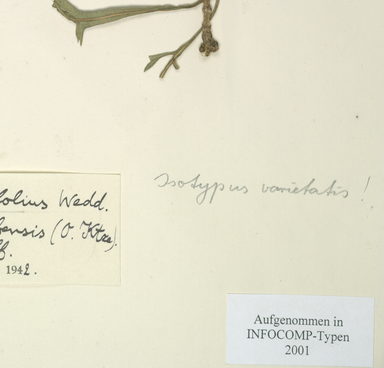 Isotypus varietatis!
folius Wedd.
ensis (O. Ktze).
1942.
Aufgenommen in
INFOCOMP-Typen
2001